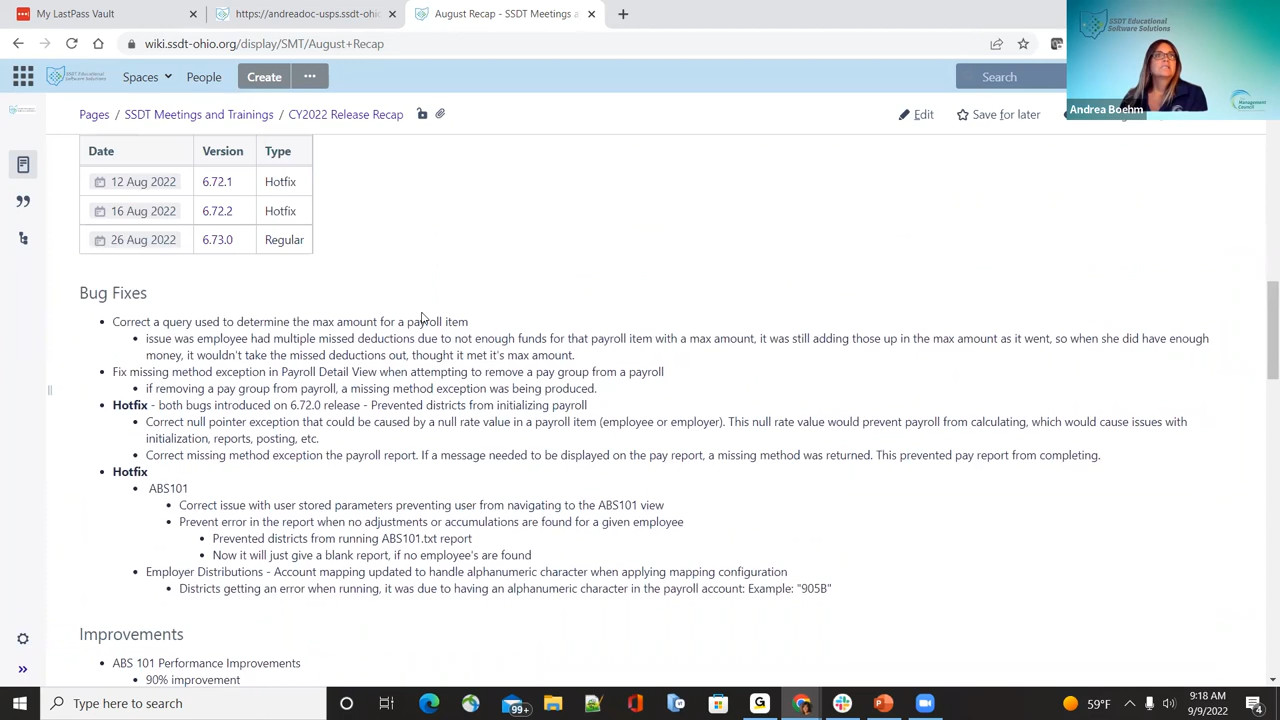 My LastPass Vault
https://andreadoc-usps.ssdt-ohio
August Recap - SSDT Meetings a
wiki.ssdt-ohio.org/display/SMT/August+Recap
SSDT Educational
Software Solutions
Andrea Boehm
Management
Council
Spaces
People
Create
Search
Pages / SSDT Meetings and Trainings / CY2022 Release Recap
Edit
Save for later
Date Version Type
12 Aug 2022 6.72.1 Hotfix
16 Aug 2022 6.72.2 Hotfix
26 Aug 2022 6.73.0 Regular
Bug Fixes
• Correct a query used to determine the max amount for a payroll item
• issue was employee had multiple missed deductions due to not enough funds for that payroll item with a max amount, it was still adding those up in the max amount as it went, so when she did have enough
money, it wouldn't take the missed deductions out, thought it met it's max amount.
• Fix missing method exception in Payroll Detail View when attempting to remove a pay group from a payroll
• if removing a pay group from payroll, a missing method exception was being produced.
• Hotfix - both bugs introduced on 6.72.0 release - Prevented districts from initializing payroll
• Correct null pointer exception that could be caused by a null rate value in a payroll item (employee or employer). This null rate value would prevent payroll from calculating, which would cause issues with
initialization, reports, posting, etc.
• Correct missing method exception the payroll report. If a message needed to be displayed on the pay report, a missing method was returned. This prevented pay report from completing.
• Hotfix
• ABS101
• Correct issue with user stored parameters preventing user from navigating to the ABS101 view
• Prevent error in the report when no adjustments or accumulations are found for a given employee
• Prevented districts from running ABS101.txt report
• Now it will just give a blank report, if no employee's are found
• Employer Distributions - Account mapping updated to handle alphanumeric character when applying mapping configuration
• Districts getting an error when running, it was due to having an alphanumeric character in the payroll account: Example: "905B"
Improvements
• ABS 101 Performance Improvements
• 90% improvement
Type here to search
99+
59°F
9:18 AM
9/9/2022
4